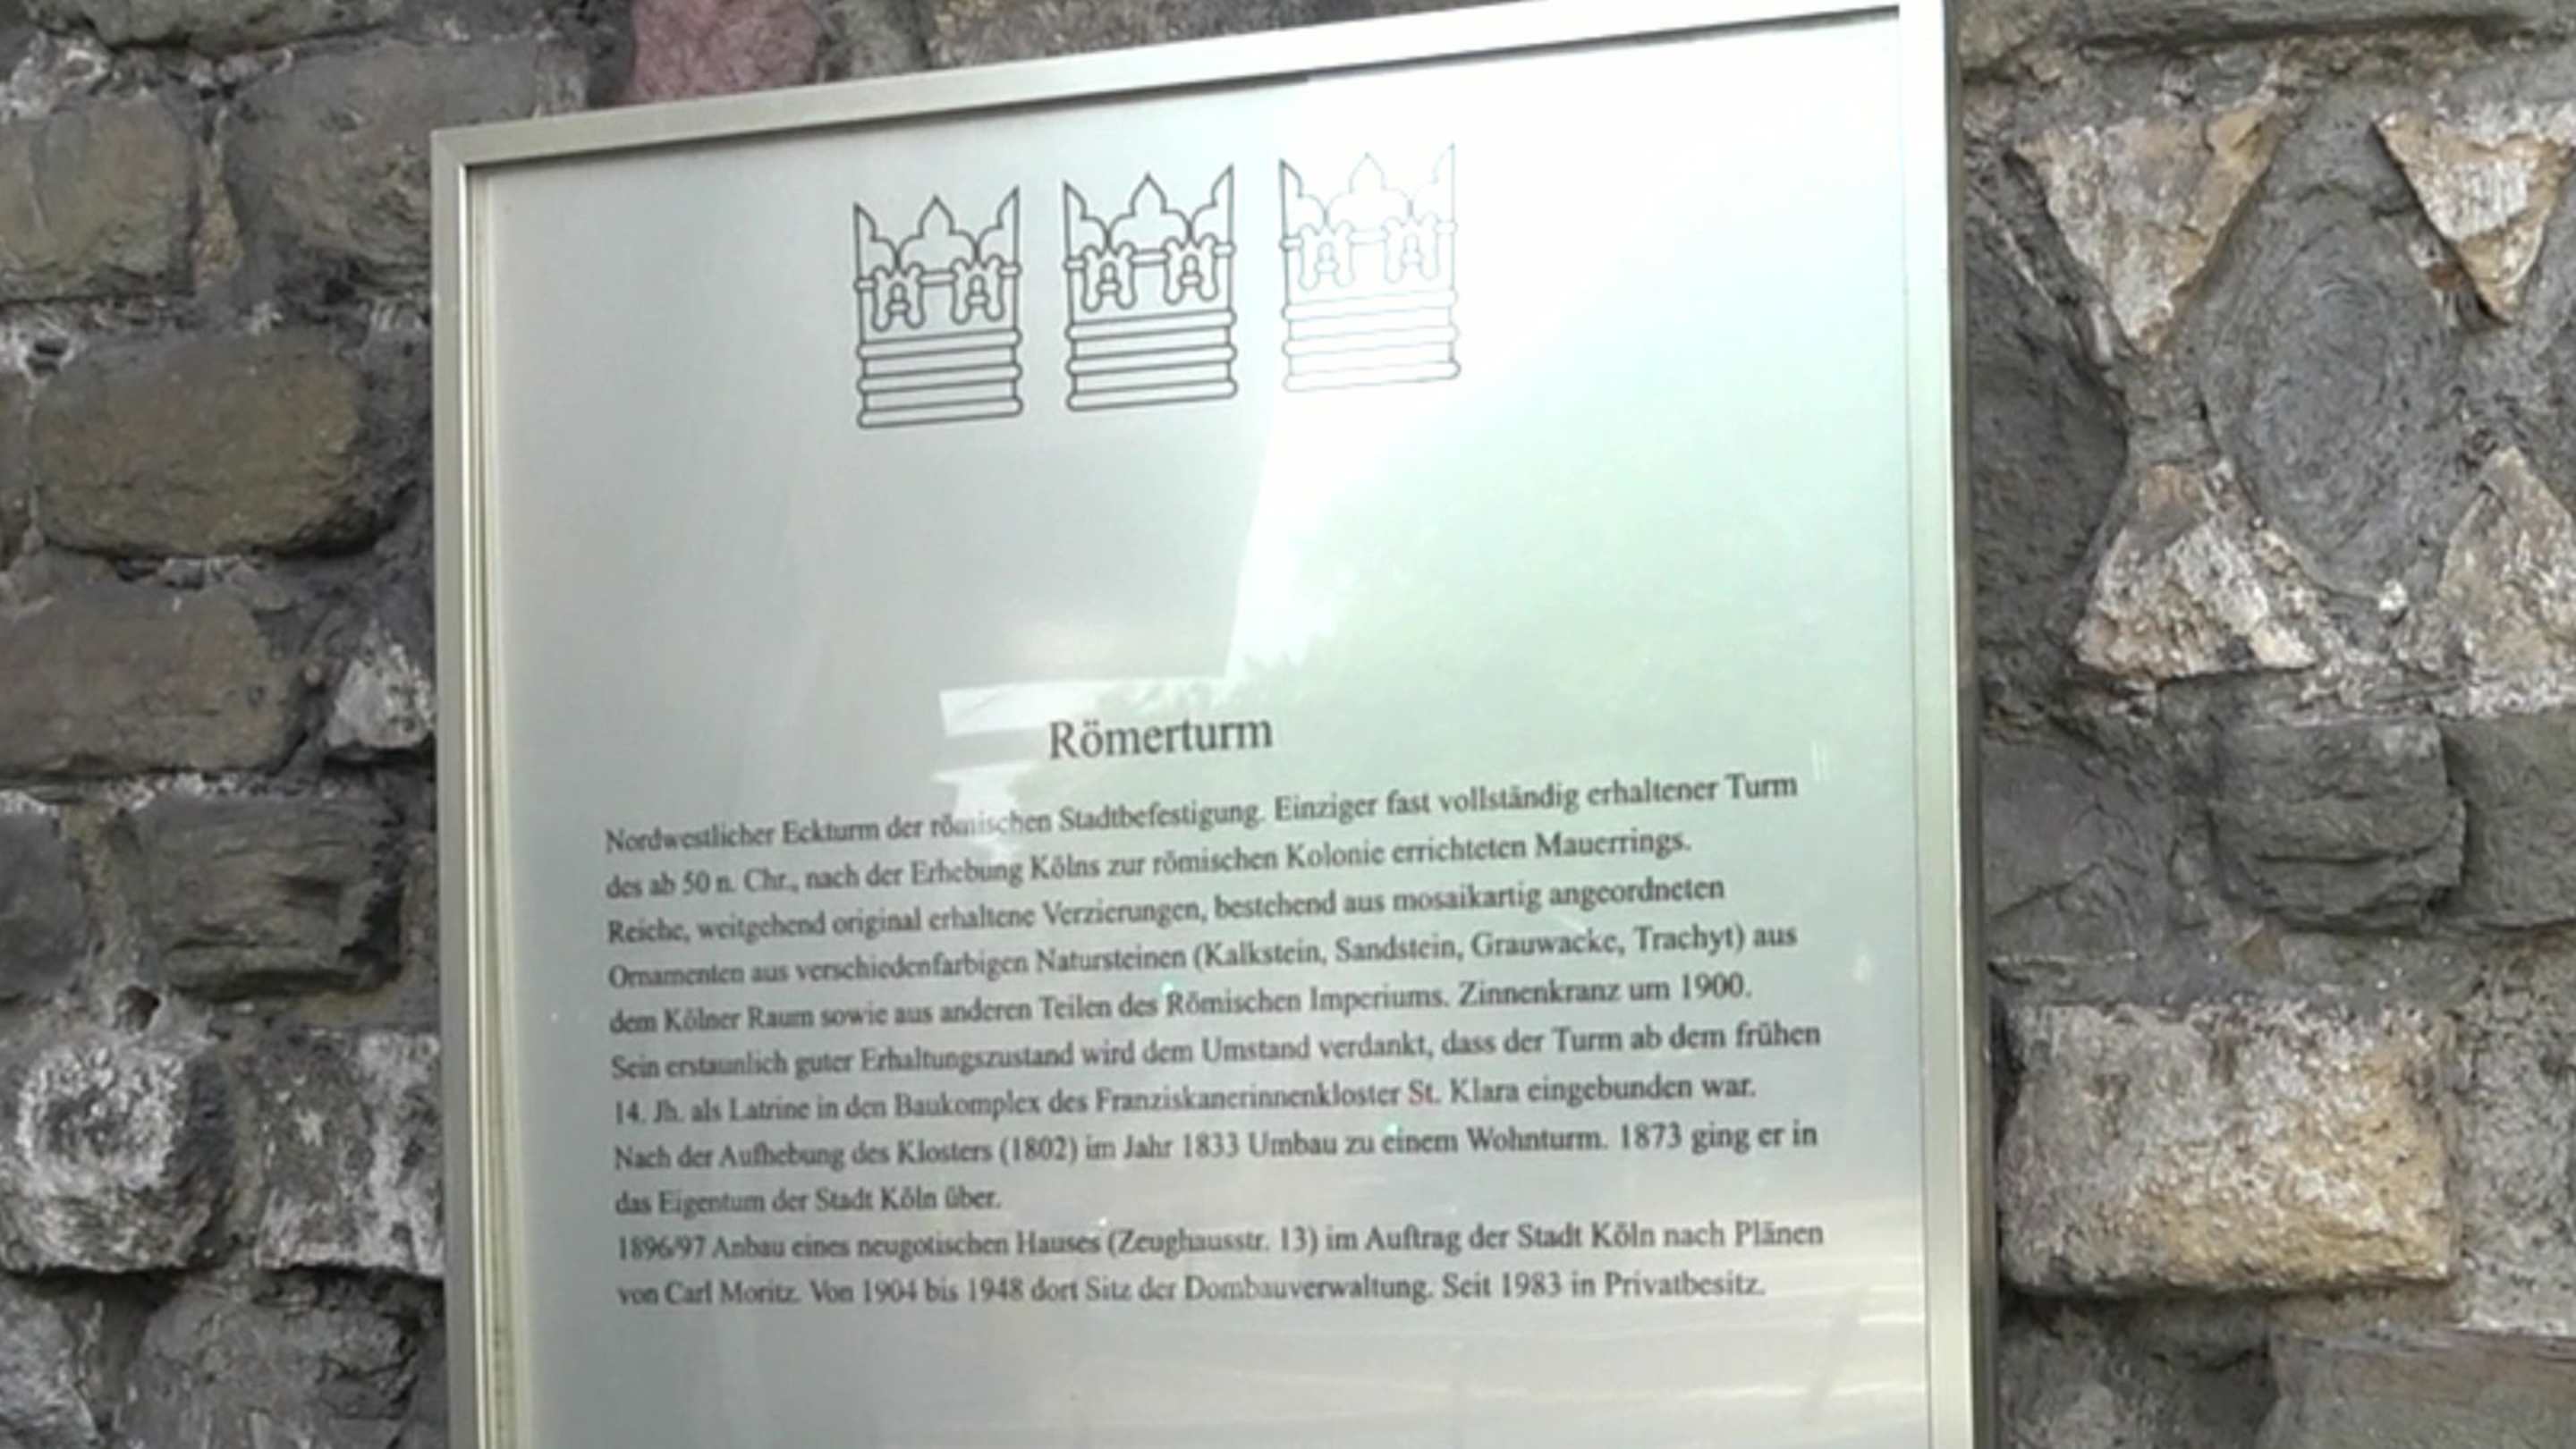 Römerturm
Nordwestlicher Eckturm der römischen Stadtbefestigung. Einziger fast vollständig erhaltener Turm
des ab 50 n. Chr., nach der Erhebung Kölns zur römischen Kolonie errichteten Mauerrings.
Reiche, weitgehend original erhaltene Verzierungen, bestehend aus mosaikartig angeordneten
Ornamenten aus verschiedenfarbigen Natursteinen (Kalkstein, Sandstein, Grauwacke, Trachyt) aus
dem Kölner Raum sowie aus anderen Teilen des Römischen Imperiums. Zinnenkranz um 1900.
Sein erstaunlich guter Erhaltungszustand wird dem Umstand verdankt, dass der Turm ab dem frühen
14. Jh. als Latrine in den Baukomplex des Franziskanerinnenkloster St. Klara eingebunden war.
Nach der Aufhebung des Klosters (1802) im Jahr 1833 Umbau zu einem Wohnturm. 1873 ging er in
das Eigentum der Stadt Köln über.
1896/97 Anbau eines neugotischen Hauses (Zeughausstr. 13) im Auftrag der Stadt Köln nach Plänen
von Carl Moritz. Von 1904 bis 1948 dort Sitz der Dombauverwaltung. Seit 1983 in Privatbesitz.